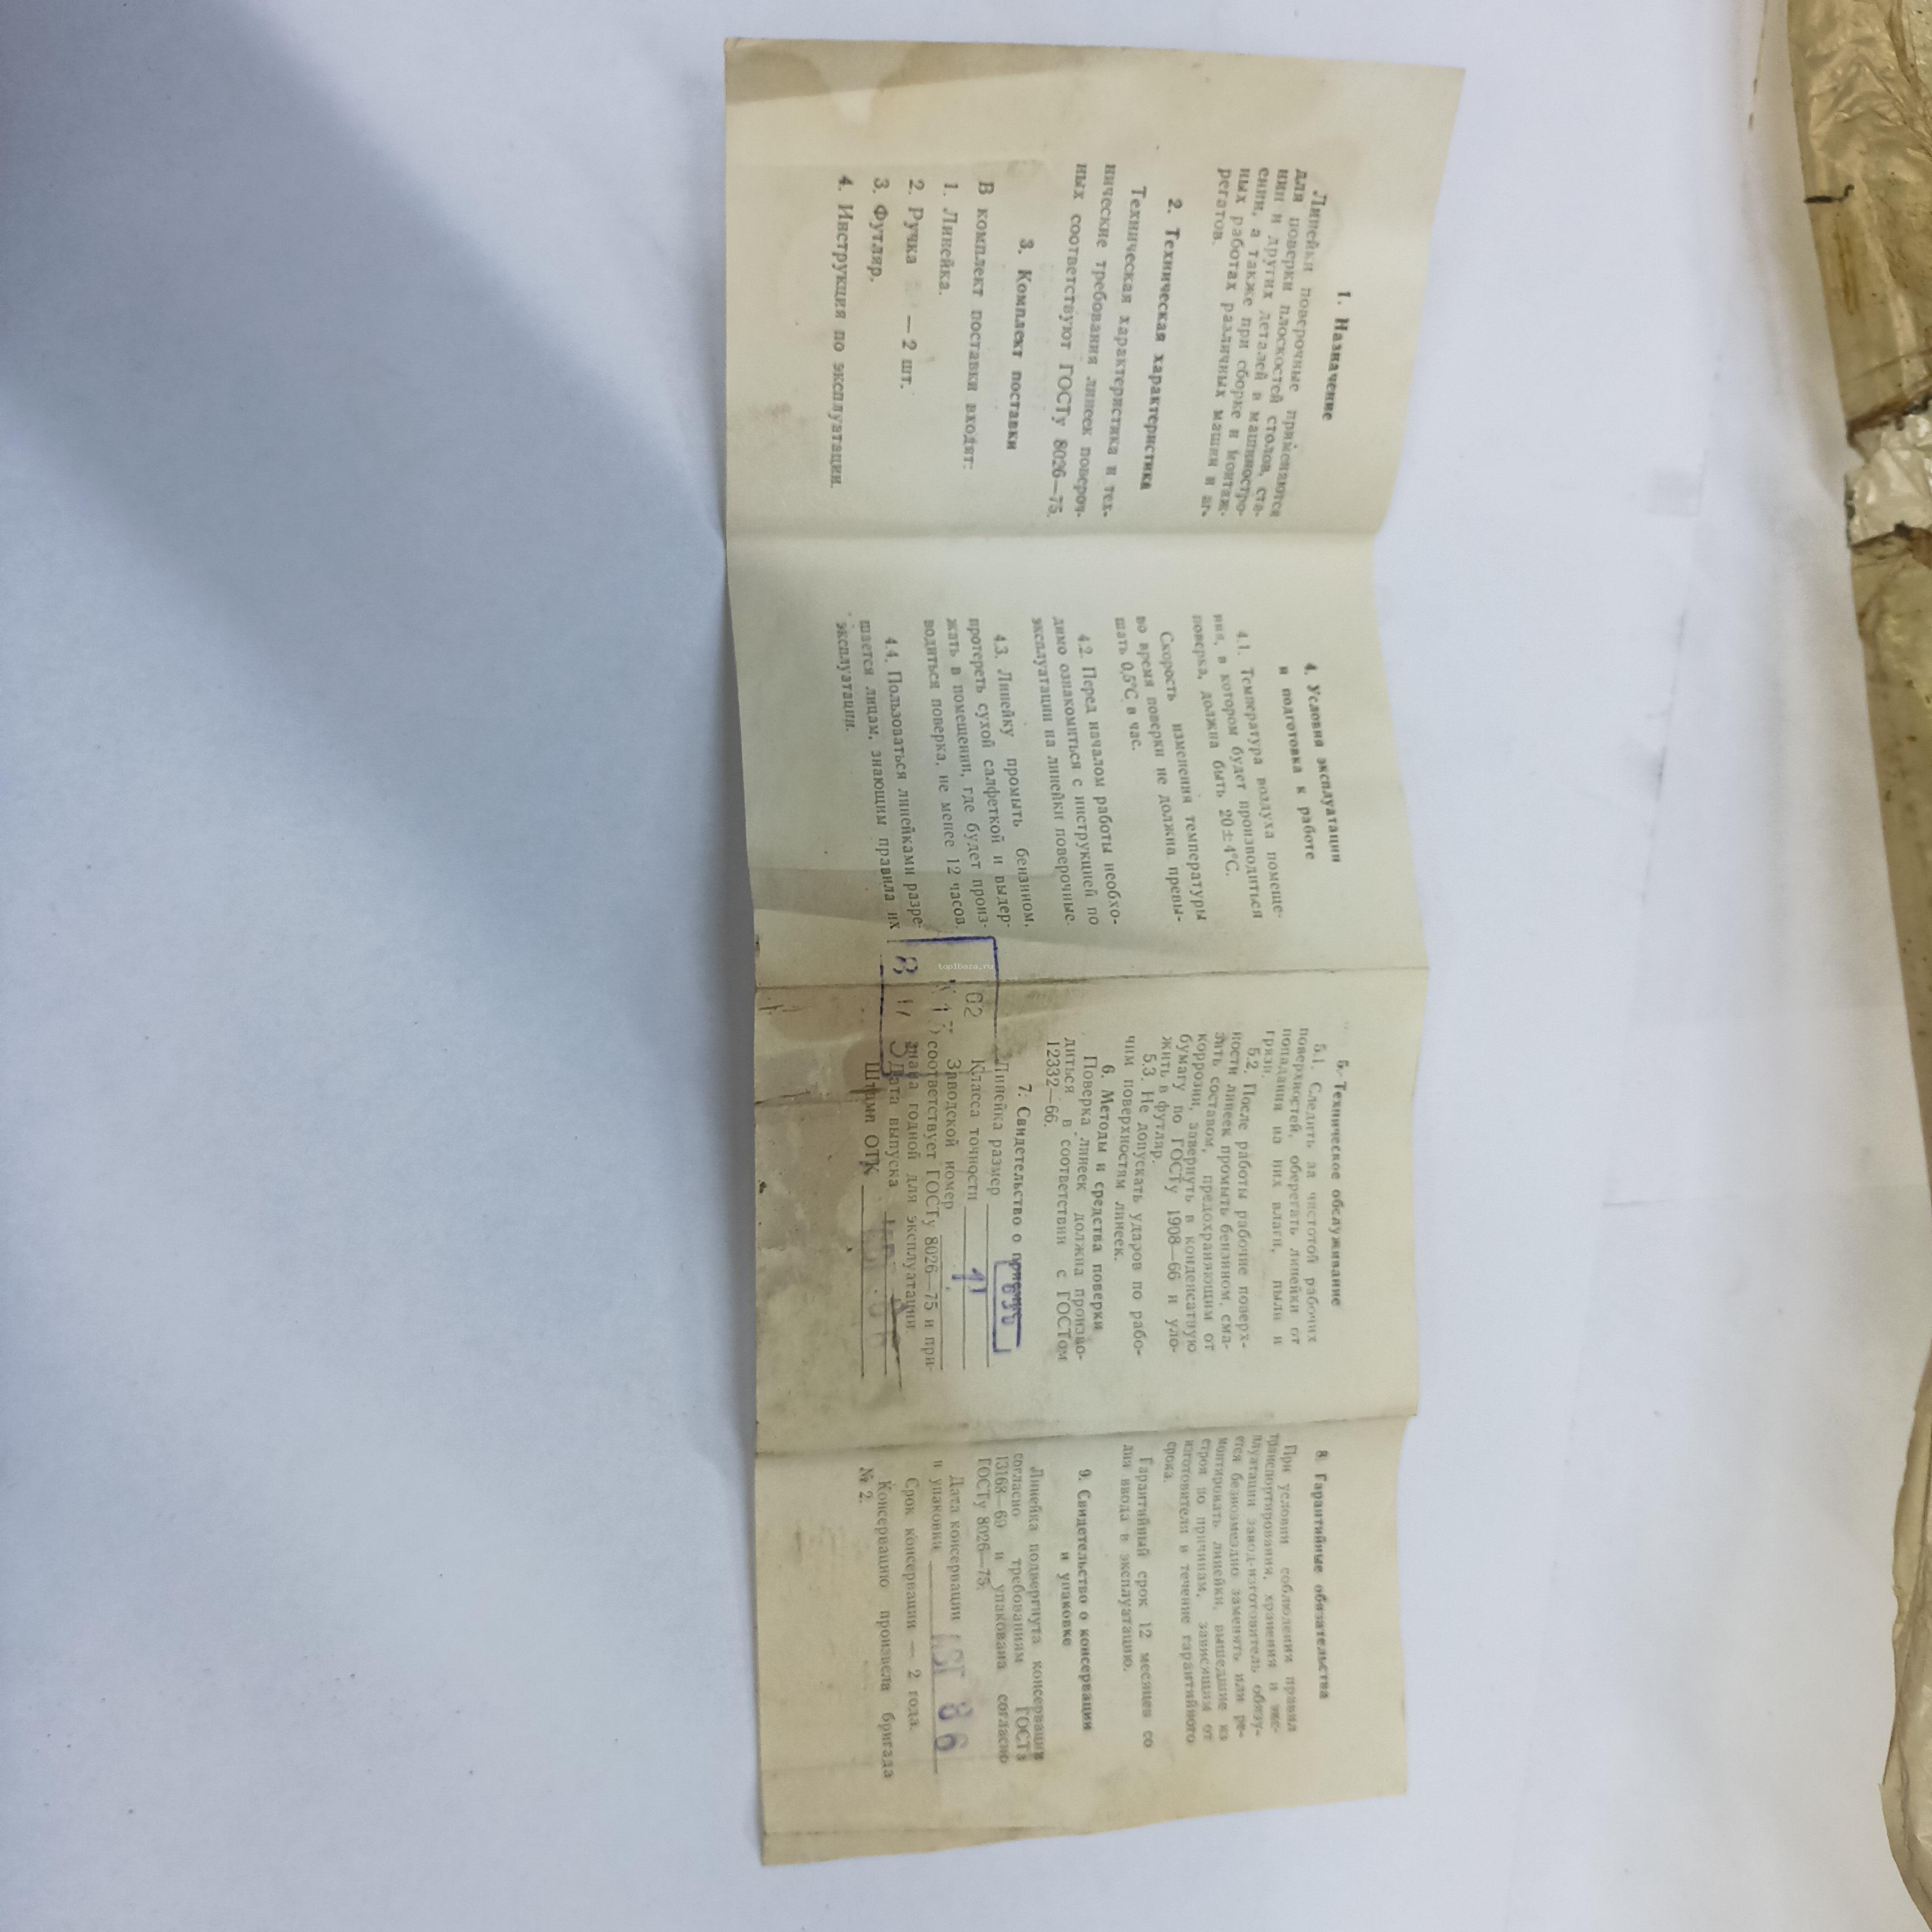 1. Назначение
Линейки поверочные применяются
для поверки плоскостей столов, ста-
нин и других деталей в машиностро-
ении, а также при сборке и монтаж-
ных работах различных машин и аг-
регатов.
2. Техническая характеристика
Техническая характеристика и тех-
нические требования линеек повероч-
ных соответствуют ГОСТу 8026—75.
3. Комплект поставки
В комплект поставки входят:
1. Линейка.
2. Ручка — 2 шт.
3. Футляр.
4. Инструкция по эксплуатации.
4. Условия эксплуатации
и подготовка к работе
4.1. Температура воздуха помеще-
ния, в котором будет производиться
поверка, должна быть 20±4°С.
Скорость изменения температуры
во время поверки не должна превы-
шать 0,5°С в час.
4.2. Перед началом работы необхо-
димо ознакомиться с инструкцией по
эксплуатации на линейки поверочные.
4.3. Линейку промыть бензином,
протереть сухой салфеткой и выдер-
жать в помещении, где будет произ-
водиться поверка, не менее 12 часов.
4.4. Пользоваться линейками разре-
шается лицам, знающим правила их
эксплуатации.
5. Техническое обслуживание
5.1. Следить за чистотой рабочих
поверхностей, оберегать линейки от
попадания на них влаги, пыли и
грязи.
5.2. После работы рабочие поверх-
ности линеек промыть бензином, сма-
зать составом, предохраняющим от
коррозии, завернуть в конденсатную
бумагу по ГОСТу 1908—66 и уло-
жить в футляр.
5.3. Не допускать ударов по рабо-
чим поверхностям линеек.
6. Методы и средства поверки
Поверка линеек должна произво-
диться в соответствии с ГОСТом
12332—66.
7. Свидетельство о приемке
Линейка размер 630
02 Класса точности
Заводской номер
соответствует ГОСТу 8026—75 и при-
знана годной для эксплуатации
Дата выпуска
Штамп ОТК
8. Гарантийные обязательства
При условии соблюдения правил
транспортирования, хранения и экс-
плуатации завод-изготовитель обязу-
ется безвозмездно заменять или ре-
монтировать линейки, вышедшие из
строя по причинам, зависящим от
изготовителя в течение гарантийного
срока.
Гарантийный срок 12 месяцев со
дня ввода в эксплуатацию.
9. Свидетельство о консервации
и упаковке
Линейка подвергнута консервации
согласно требованиям ГОСТа
13168—69 и упакована согласно
ГОСТу 8026—75.
Дата консервации
и упаковки 86
Срок консервации — 2 года.
Консервацию произвела бригада
№ 2.
top1baza.ru